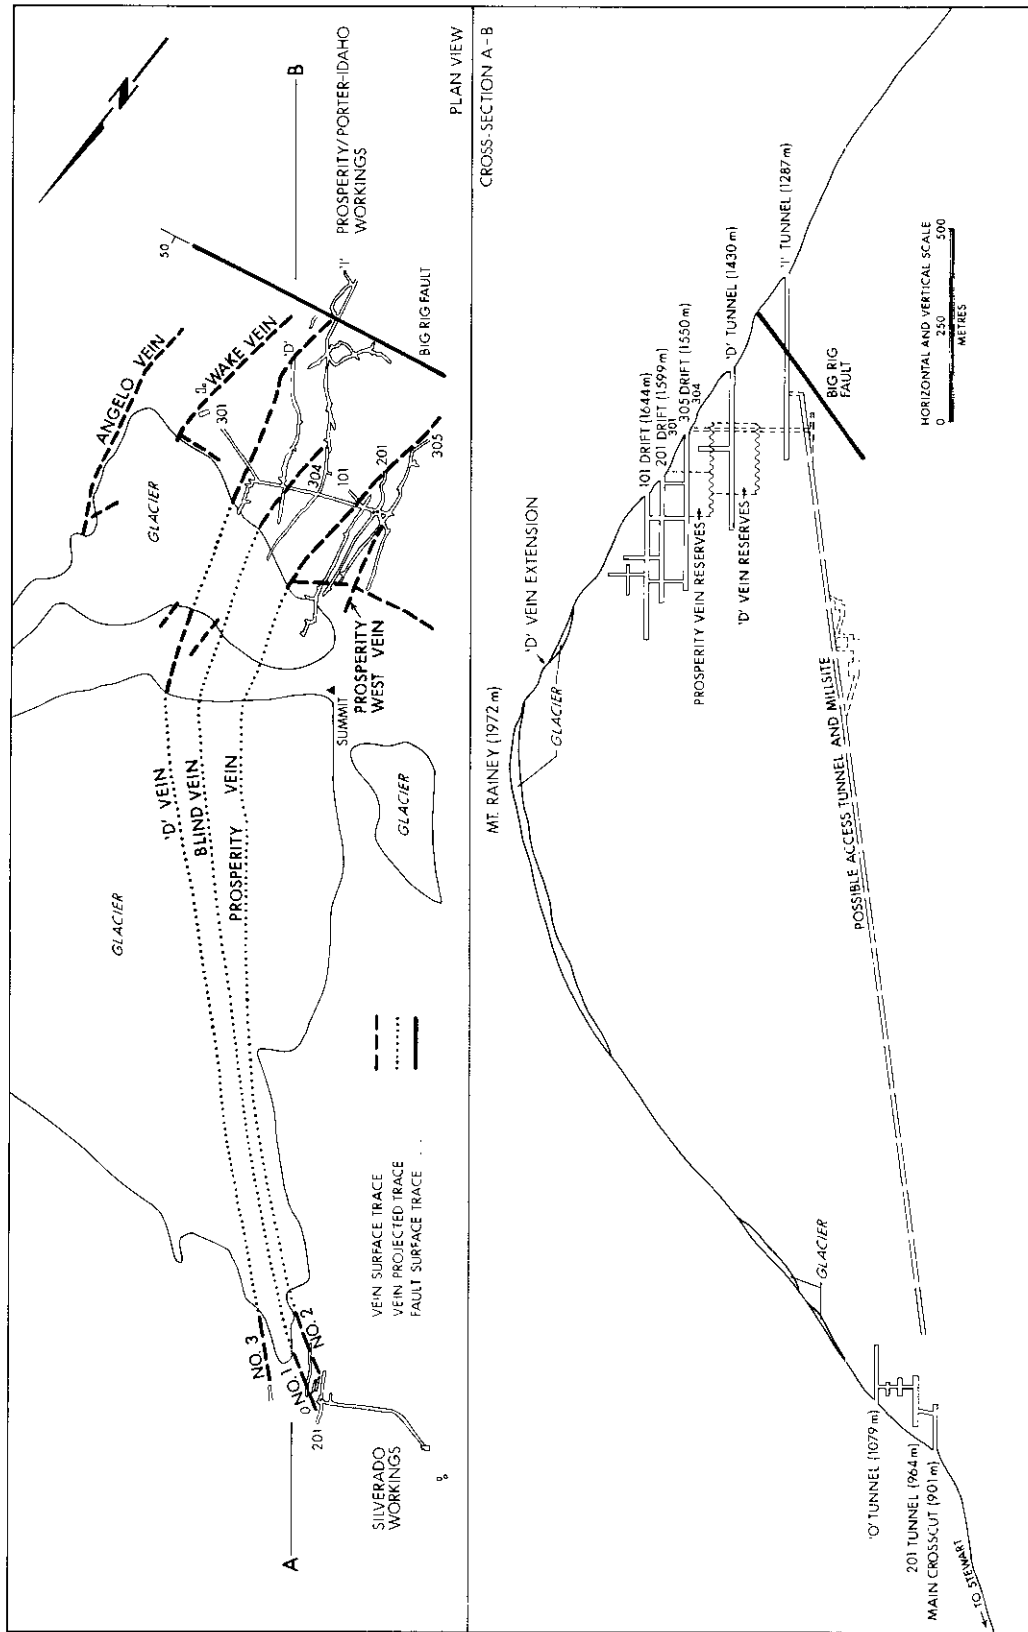 A
B
N
50
PLAN VIEW
ANGELO VEIN
WAKE VEIN
GLACIER
301
'D'
'I'
PROSPERITY/PORTER-IDAHO
WORKINGS
304
101
201
305
BIG RIG FAULT
PROSPERITY
WEST VEIN
SUMMIT
'D' VEIN
BLIND VEIN
PROSPERITY VEIN
GLACIER
GLACIER
NO. 3
NO. 1
NO. 2
O
201
SILVERADO
WORKINGS
VEIN SURFACE TRACE
VEIN PROJECTED TRACE
FAULT SURFACE TRACE . .
CROSS-SECTION A-B
MT. RAINEY (1972 m)
GLACIER
'D' VEIN EXTENSION
101 DRIFT (1644 m)
201 DRIFT (1599 m)
301
305 DRIFT (1550 m)
304
'D' TUNNEL (1430 m)
'I' TUNNEL (1287 m)
PROSPERITY VEIN RESERVES
'D' VEIN RESERVES
BIG RIG
FAULT
POSSIBLE ACCESS TUNNEL AND MILLSITE
GLACIER
'O' TUNNEL (1079 m)
201 TUNNEL (964 m)
MAIN CROSSCUT (901 m)
TO STEWART
HORIZONTAL AND VERTICAL SCALE
0 250 500
METRES